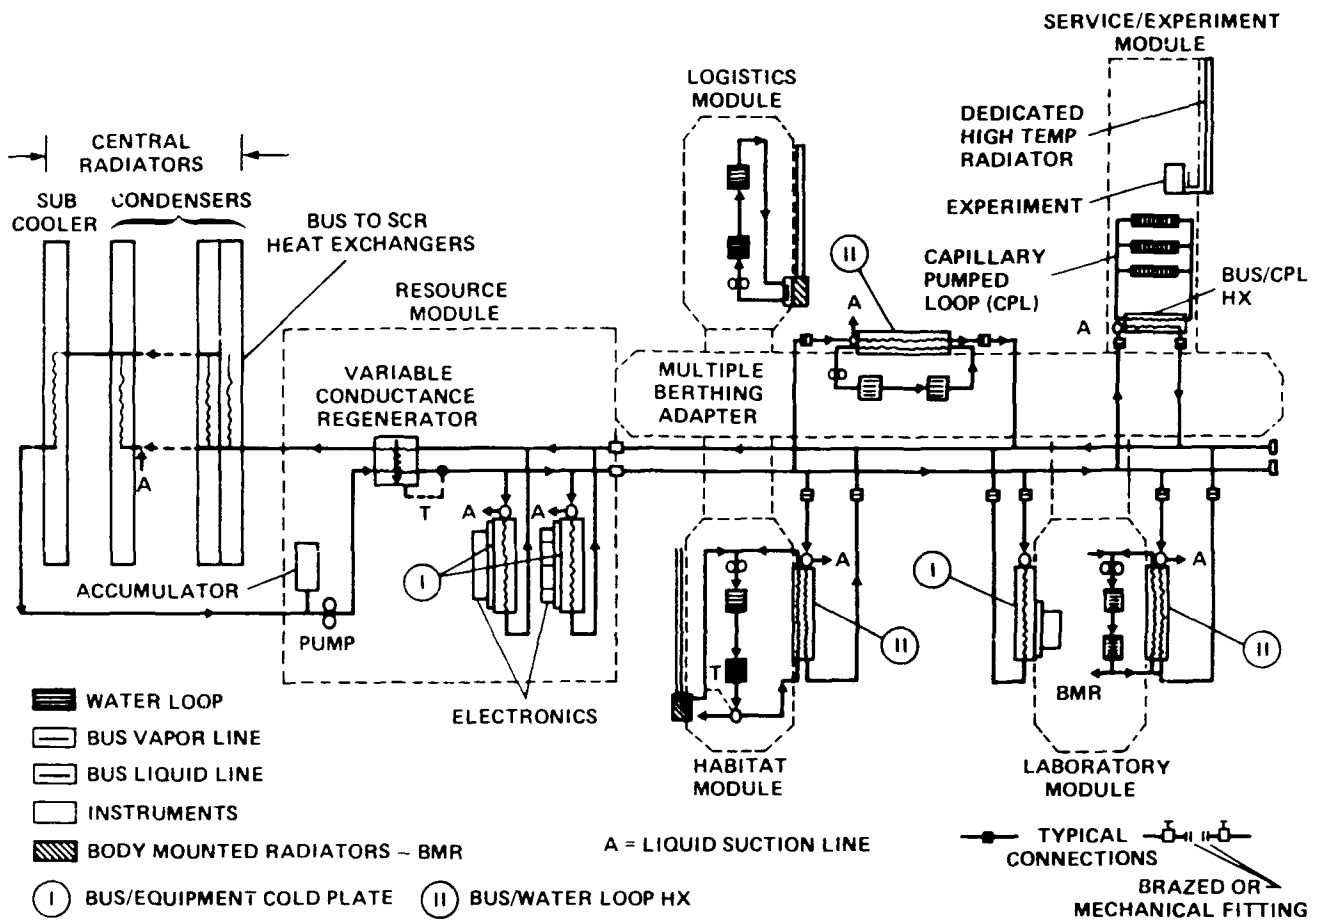 SERVICE/EXPERIMENT
MODULE
LOGISTICS
MODULE
DEDICATED
HIGH TEMP
RADIATOR
EXPERIMENT
CENTRAL
RADIATORS
SUB
COOLER
CONDENSERS
BUS TO SCR
HEAT EXCHANGERS
RESOURCE
MODULE
II
CAPILLARY
PUMPED
LOOP (CPL)
BUS/CPL
HX
A
A
VARIABLE
CONDUCTANCE
REGENERATOR
MULTIPLE
BERTHING
ADAPTER
A
T
A
A
I
ACCUMULATOR
PUMP
ELECTRONICS
A
T
II
I
A
II
BMR
HABITAT
MODULE
LABORATORY
MODULE
WATER LOOP
BUS VAPOR LINE
BUS LIQUID LINE
INSTRUMENTS
BODY MOUNTED RADIATORS – BMR
I BUS/EQUIPMENT COLD PLATE
II BUS/WATER LOOP HX
A = LIQUID SUCTION LINE
TYPICAL
CONNECTIONS
BRAZED OR
MECHANICAL FITTING